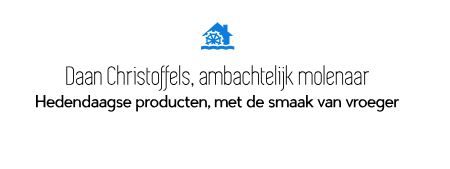 Daan Christoffels, ambachtelijk molenaar
Hedendaagse producten, met de smaak van vroeger